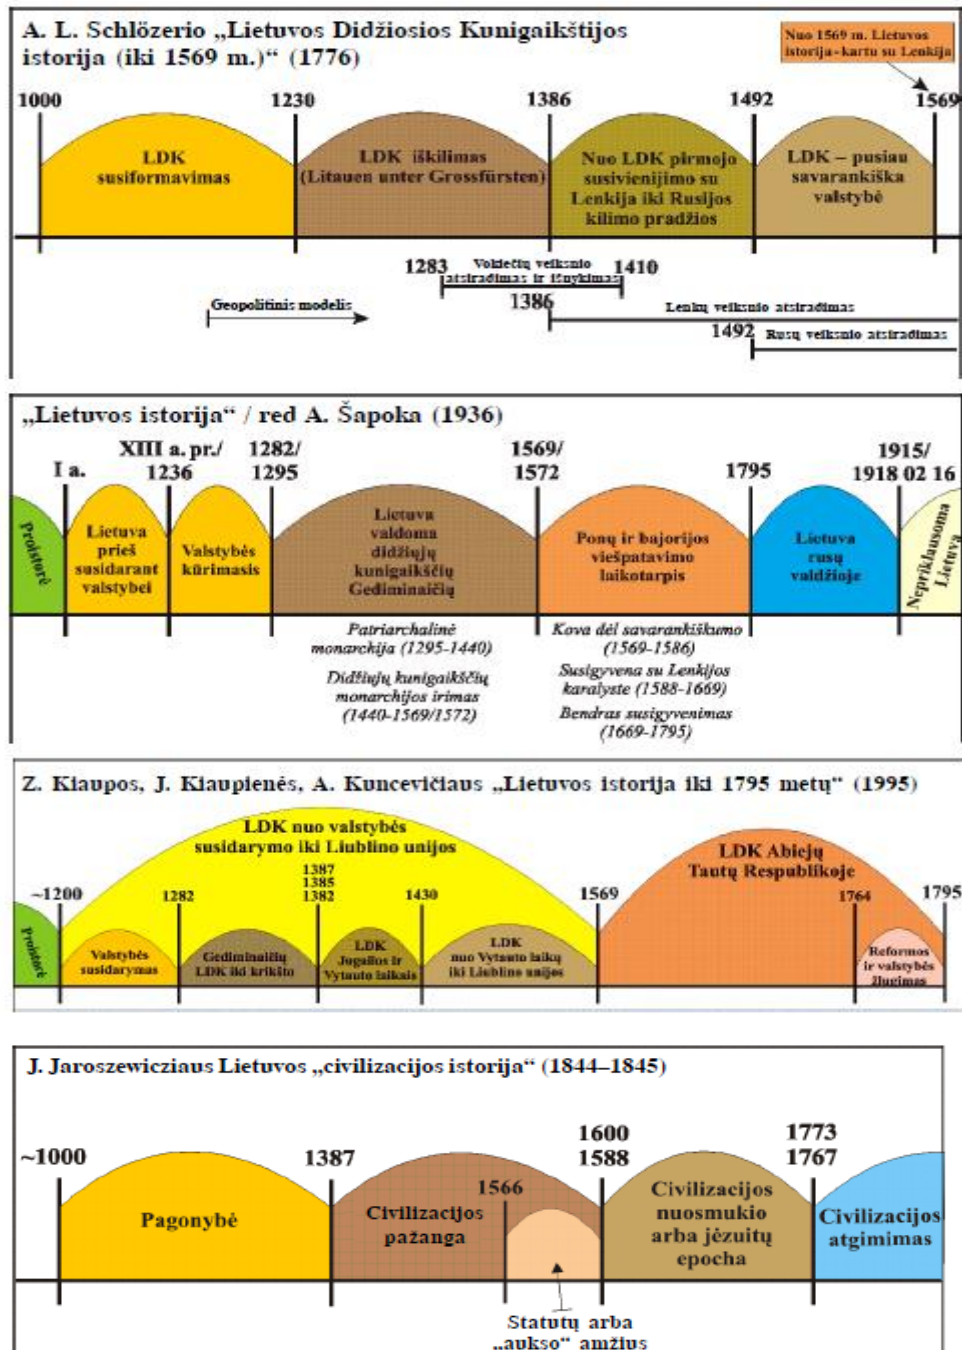 A. L. Schlözerio „Lietuvos Didžiosios Kunigaikštijos
istorija (iki 1569 m.)“ (1776)
Nuo 1569 m. Lietuvos
istorija-kartu su Lenkija
1000
1230
1386
1492
1569
LDK
susiformavimas
LDK iškilimas
(Litauen unter Grossfürsten)
Nuo LDK pirmojo
susivienijimo su
Lenkija iki Rusijos
kilimo pradžios
LDK – pusiau
savarankiška
valstybė
1283
Vokiečių veiksnio
atsiradimas ir išnykimas
1410
Geopolitinis modelis
1386
Lenkų veiksnio atsiradimas
1492
Rusų veiksnio atsiradimas
„Lietuvos istorija“ / red A. Šapoka (1936)
I a.
XIII a. pr./
1236
1282/
1295
1569/
1572
1795
1915/
1918 02 16
Proistorė
Lietuva
prieš
susidarant
valstybei
Valstybės
kūrimasis
Lietuva
valdoma
didžiųjų
kunigaikščių
Gediminaičių
Ponų ir bajorijos
viešpatavimo
laikotarpis
Lietuva
rusų
valdžioje
Nepriklausoma
Lietuva
Patriarchalinė
monarchija (1295-1440)
Didžiųjų kunigaikščių
monarchijos irimas
(1440-1569/1572)
Kova dėl savarankiškumo
(1569-1586)
Susigyvena su Lenkijos
karalyste (1588-1669)
Bendras susigyvenimas
(1669-1795)
Z. Kiaupos, J. Kiaupienės, A. Kuncevičiaus „Lietuvos istorija iki 1795 metų“ (1995)
LDK nuo valstybės
susidarymo iki Liublino unijos
LDK Abiejų
Tautų Respublikoje
~1200
1282
1387
1385
1382
1430
1569
1764
1795
Proistorė
Valstybės
susidarymas
Gediminaičių
LDK iki krikšto
LDK
Jogailos ir
Vytauto laikais
LDK
nuo Vytauto laikų
iki Liublino unijos
Reformos
ir valstybės
žlugimas
J. Jaroszewicziaus Lietuvos „civilizacijos istorija“ (1844–1845)
~1000
1387
1566
1600
1588
1773
1767
Pagonybė
Civilizacijos
pažanga
Civilizacijos
nuosmukio
arba jėzuitų
epocha
Civilizacijos
atgimimas
Statutų arba
„aukso“ amžius